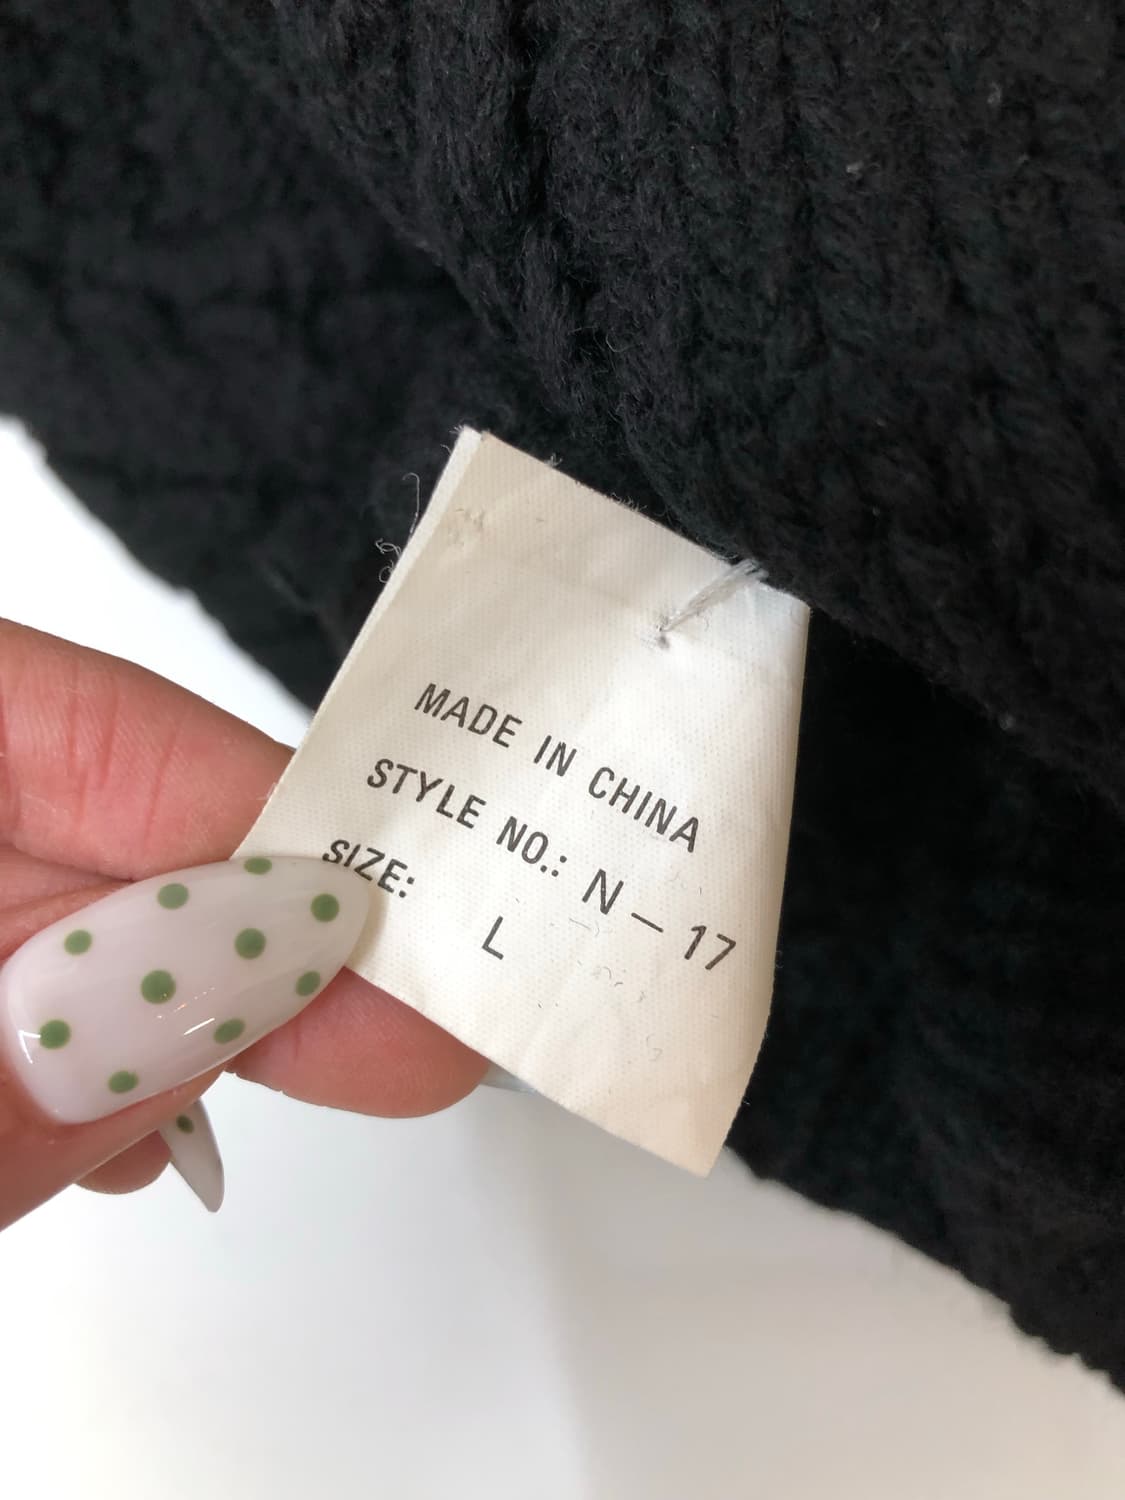 MADE IN CHINA
STYLE NO.: N – 17
SIZE: L